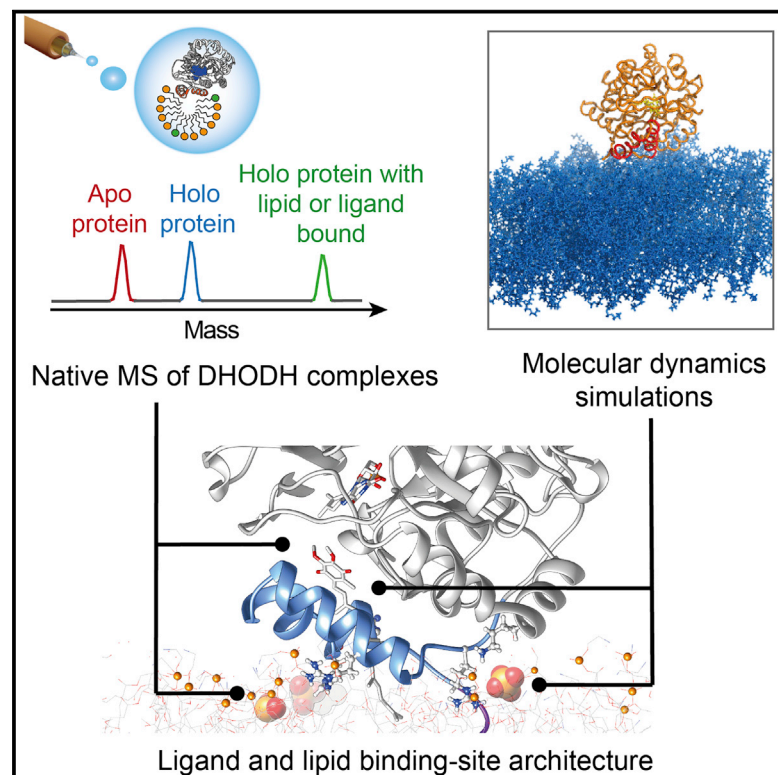 Apo
protein
Holo
protein
Holo protein with
lipid or ligand
bound
Mass
Native MS of DHODH complexes
Molecular dynamics
simulations
Ligand and lipid binding-site architecture